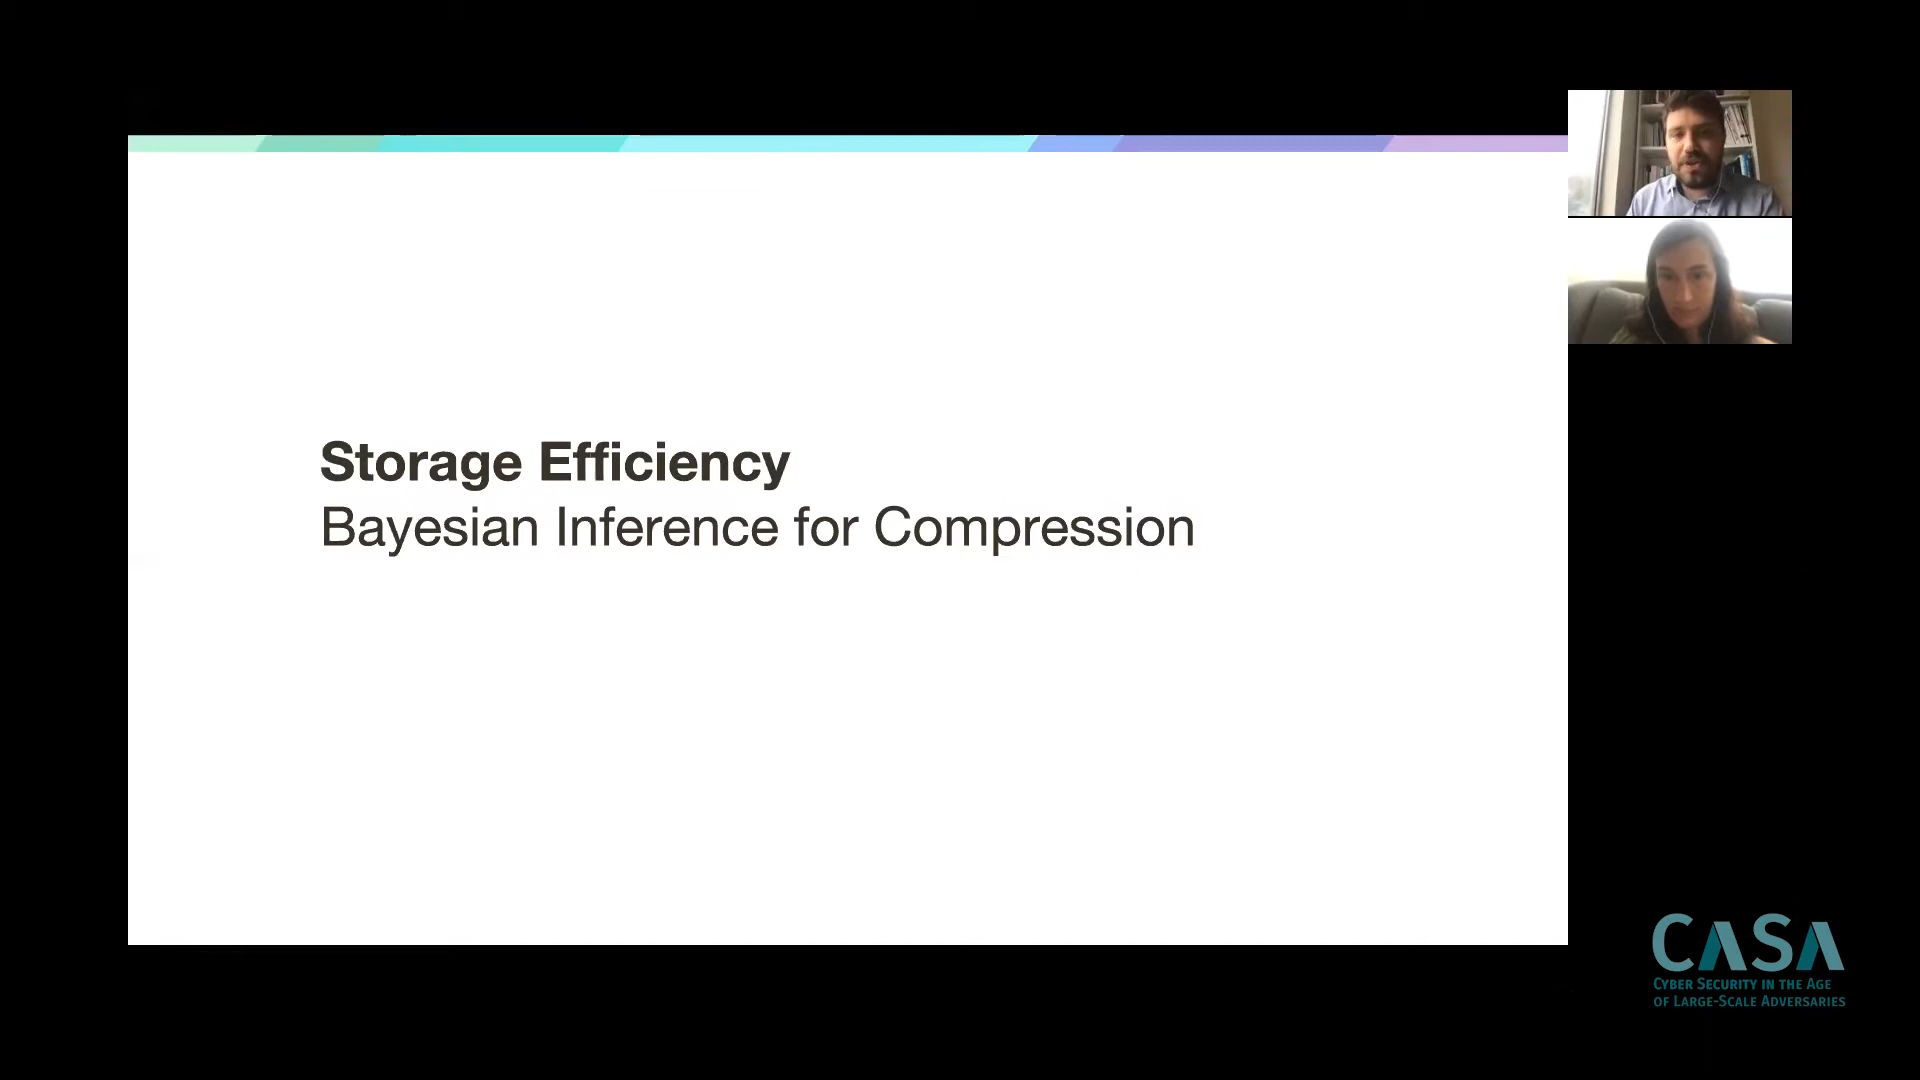 Storage Efficiency
Bayesian Inference for Compression
CASA
CYBER SECURITY IN THE AGE
OF LARGE-SCALE ADVERSARIES